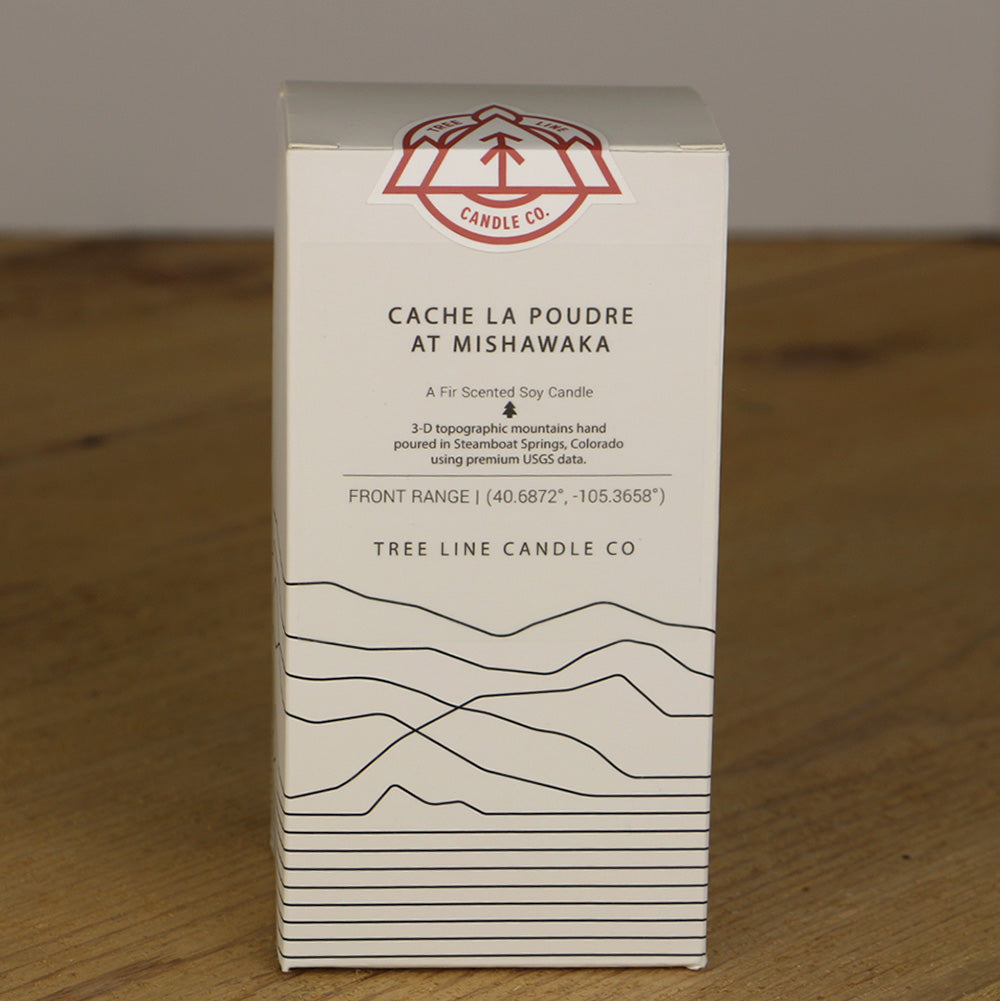 TREE LINE
CANDLE CO.
CACHE LA POUDRE
AT MISHAWAKA
A Fir Scented Soy Candle
3-D topographic mountains hand
poured in Steamboat Springs, Colorado
using premium USGS data.
FRONT RANGE | (40.6872°, -105.3658°)
TREE LINE CANDLE CO